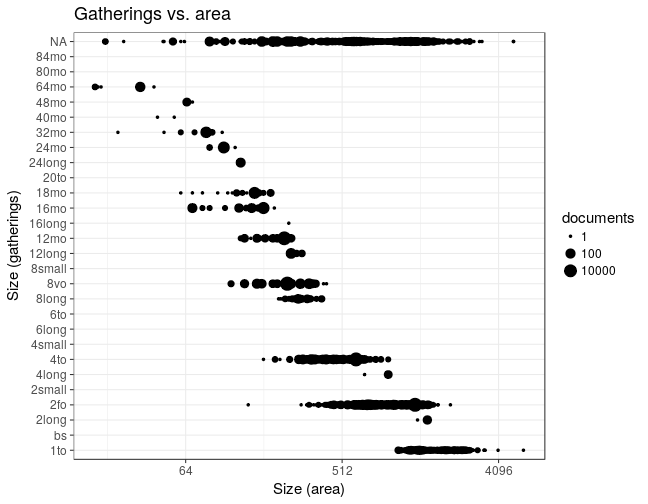 Gatherings vs. area
Size (gatherings)
NA
84mo
80mo
64mo
48mo
40mo
32mo
24mo
24long
20to
18mo
16mo
16long
12mo
12long
8small
8vo
8long
6to
6long
4small
4to
4long
2small
2fo
2long
bs
1to
64
512
4096
Size (area)
documents
1
100
10000